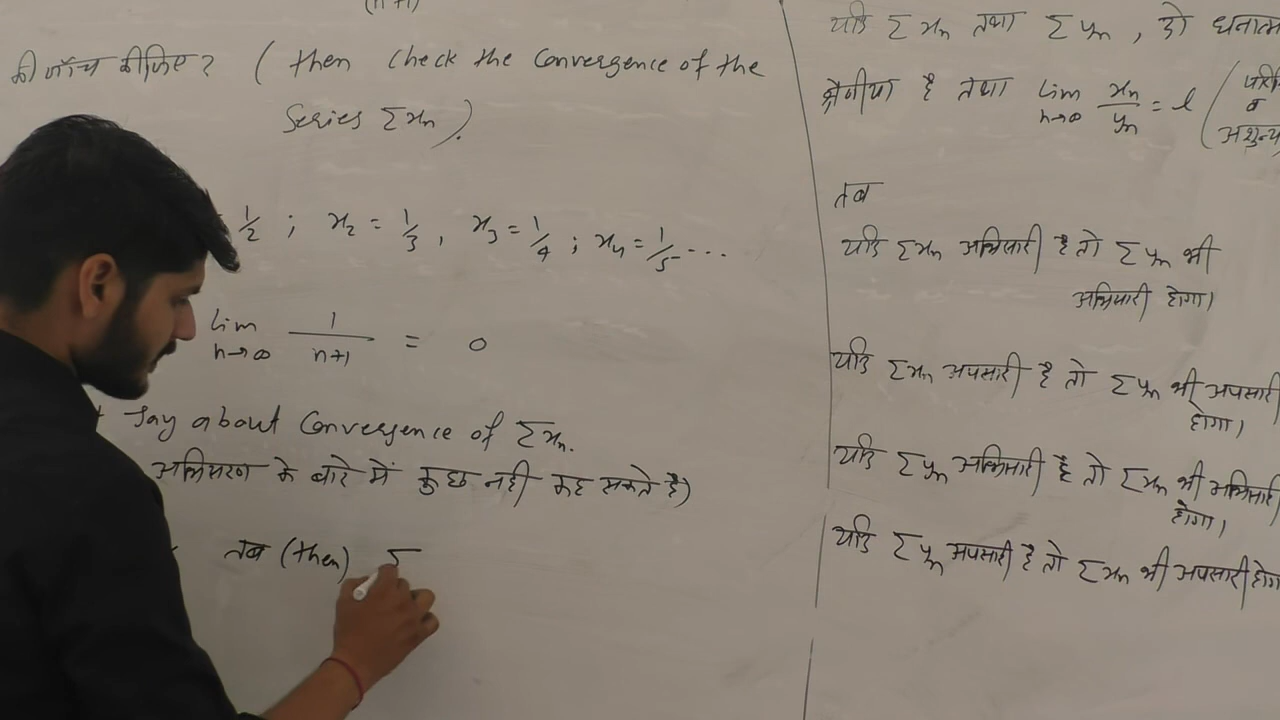 (n+1)
की जाँच कीजिए? ( then check the Convergence of the
Series Σxn).
1/2 ; x2 = 1/3, x3 = 1/4 ; x4 = 1/5 ...
lim n→∞ 1/(n+1) = 0
say about Convergence of Σxn.
अभिसरण के बारे में कुछ नही कह सकते है)
तब (then) Σ
यदि Σxn तथा Σyn, दो
श्रेणीया है तथा lim n→∞ xn/yn = l (
व
तब
यदि Σxn अभिसारी है तो Σyn भी
अभिसारी होगा।
यदि Σxn अपसारी है तो Σyn भी अपसारी
होगा।
यदि Σyn अभिसारी है तो Σxn भी अभिसारी
होगा।
यदि Σyn अपसारी है तो Σxn भी अपसारी